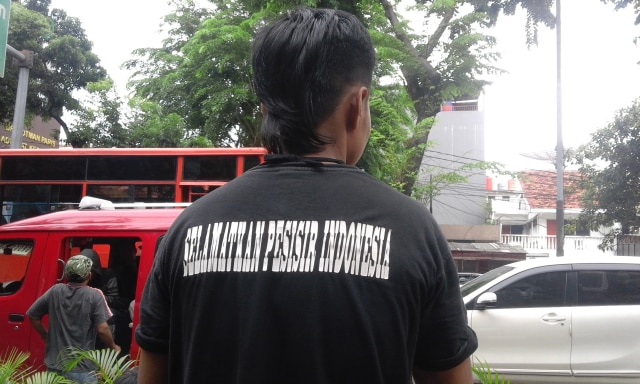 SELAMATKAN PESISIR INDONESIA